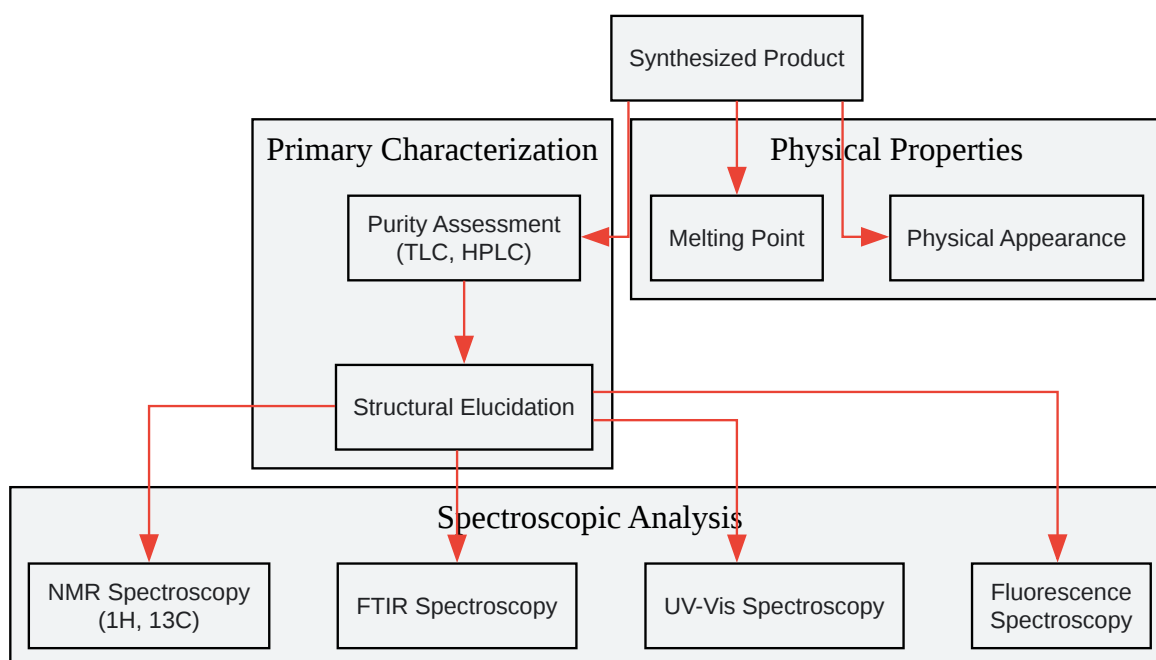 Synthesized Product
Primary Characterization
Physical Properties
Purity Assessment
(TLC, HPLC)
Melting Point
Physical Appearance
Structural Elucidation
Spectroscopic Analysis
NMR Spectroscopy
(1H, 13C)
FTIR Spectroscopy
UV-Vis Spectroscopy
Fluorescence
Spectroscopy